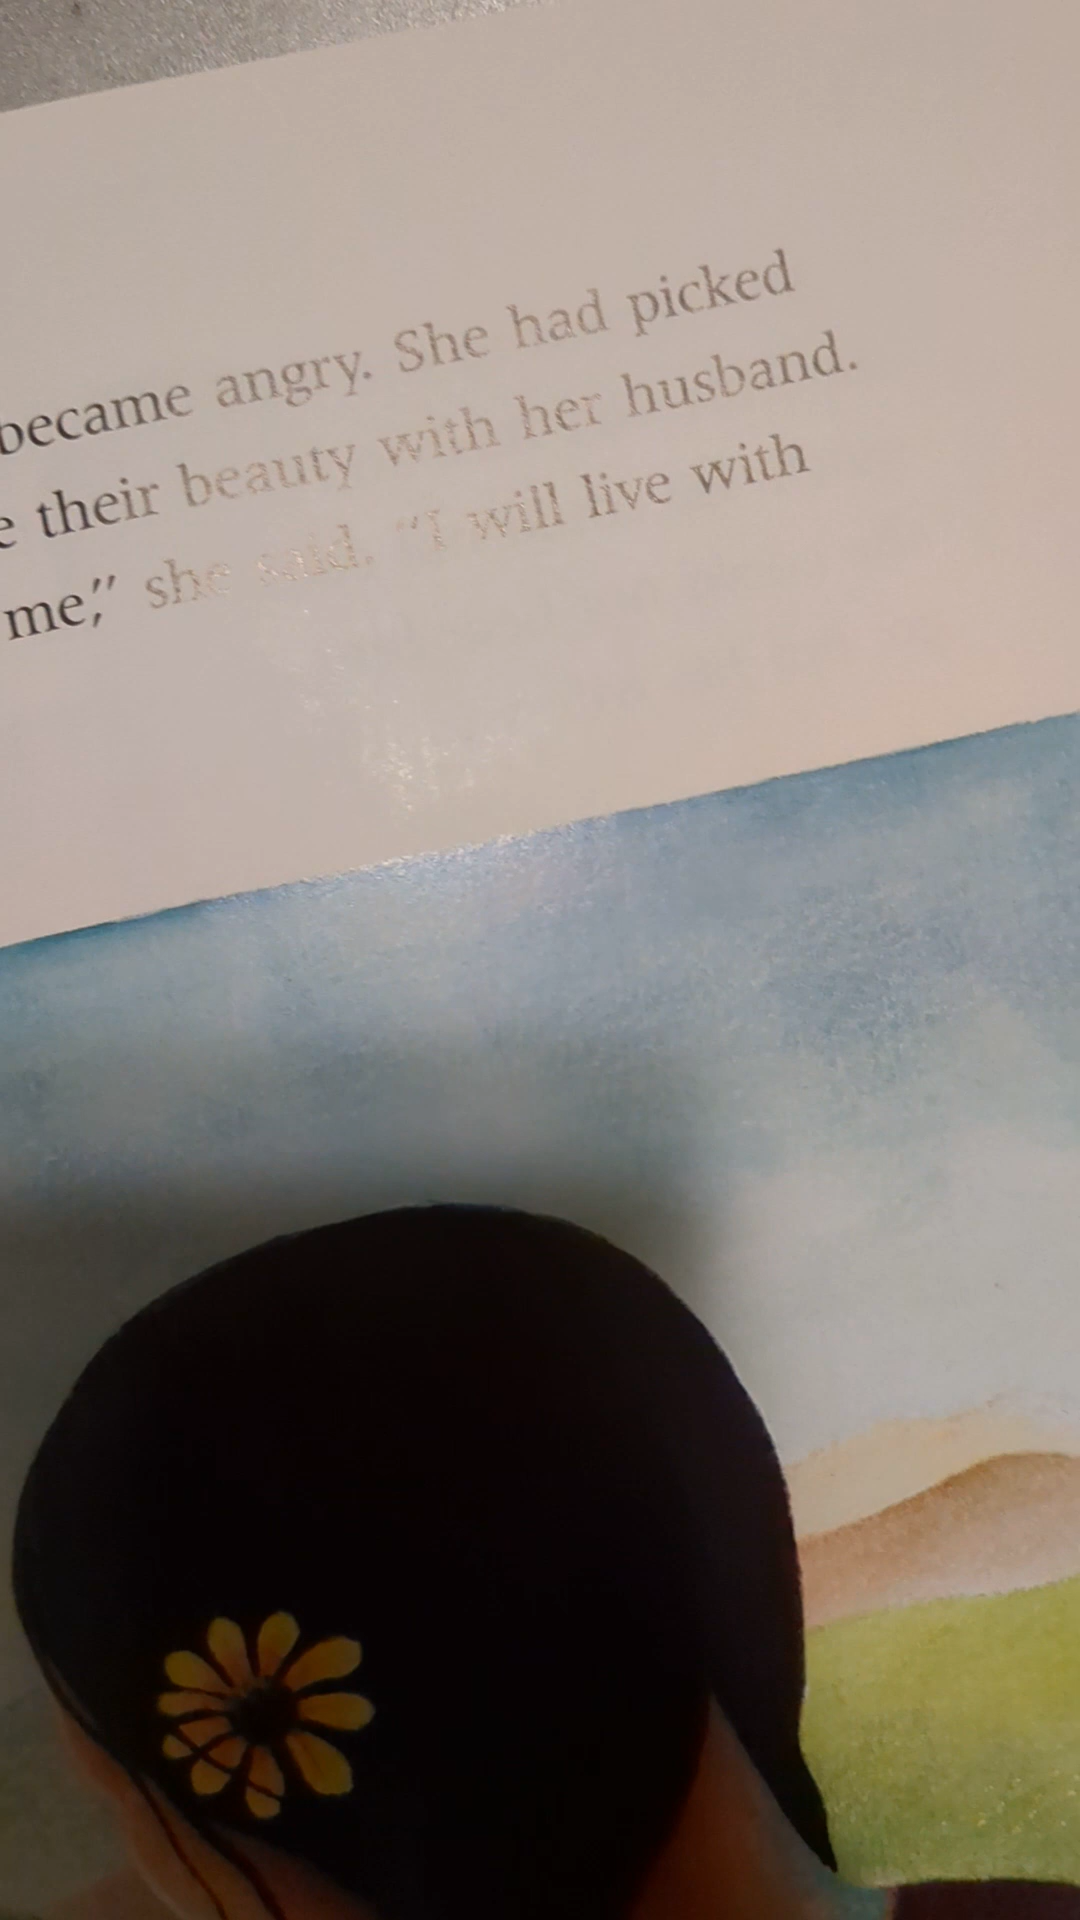 became angry. She had picked
e their beauty with her husband.
me," she said. "I will live with